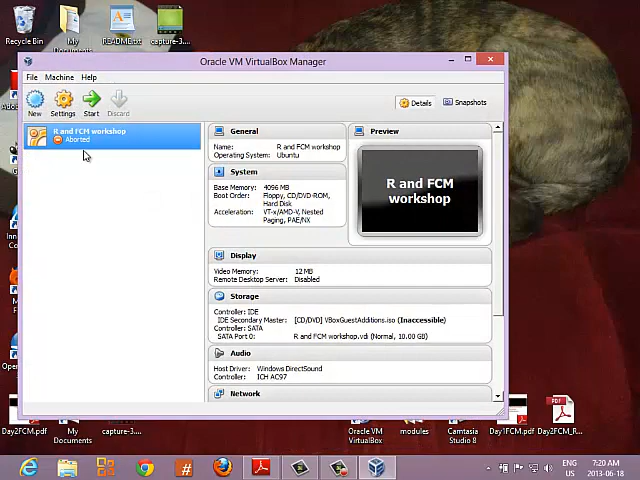 Recycle Bin
My Documents
README.txt
capture-3....
Oracle VM VirtualBox Manager
File Machine Help
New Settings Start Discard
Details Snapshots
R and FCM workshop
Aborted
General
Name: R and FCM workshop
Operating System: Ubuntu
System
Base Memory: 4096 MB
Boot Order: Floppy, CD/DVD-ROM,
Hard Disk
Acceleration: VT-x/AMD-V, Nested
Paging, PAE/NX
Preview
R and FCM
workshop
Display
Video Memory: 12 MB
Remote Desktop Server: Disabled
Storage
Controller: IDE
IDE Secondary Master: [CD/DVD] VBoxGuestAdditions.iso (Inaccessible)
Controller: SATA
SATA Port 0: R and FCM workshop.vdi (Normal, 10.00 GB)
Audio
Host Driver: Windows DirectSound
Controller: ICH AC97
Network
Day2FCM.pdf
My Documents
capture-3....
Oracle VM VirtualBox
modules
Camtasia Studio 8
Day1FCM.pdf
PDF
Day2FCM_R...
ENG
US
7:20 AM
2013-06-18